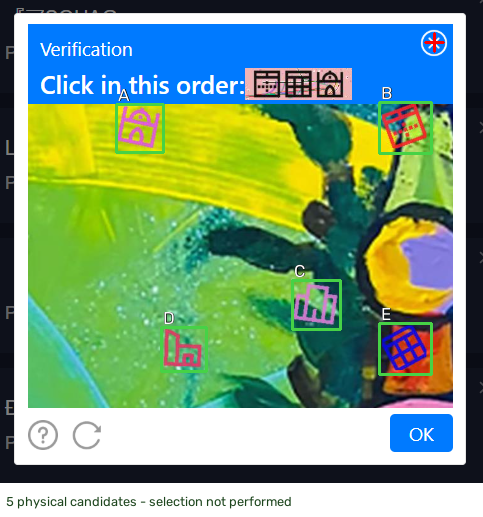 Verification
Click in this order:
A
B
C
D
E
OK
5 physical candidates - selection not performed